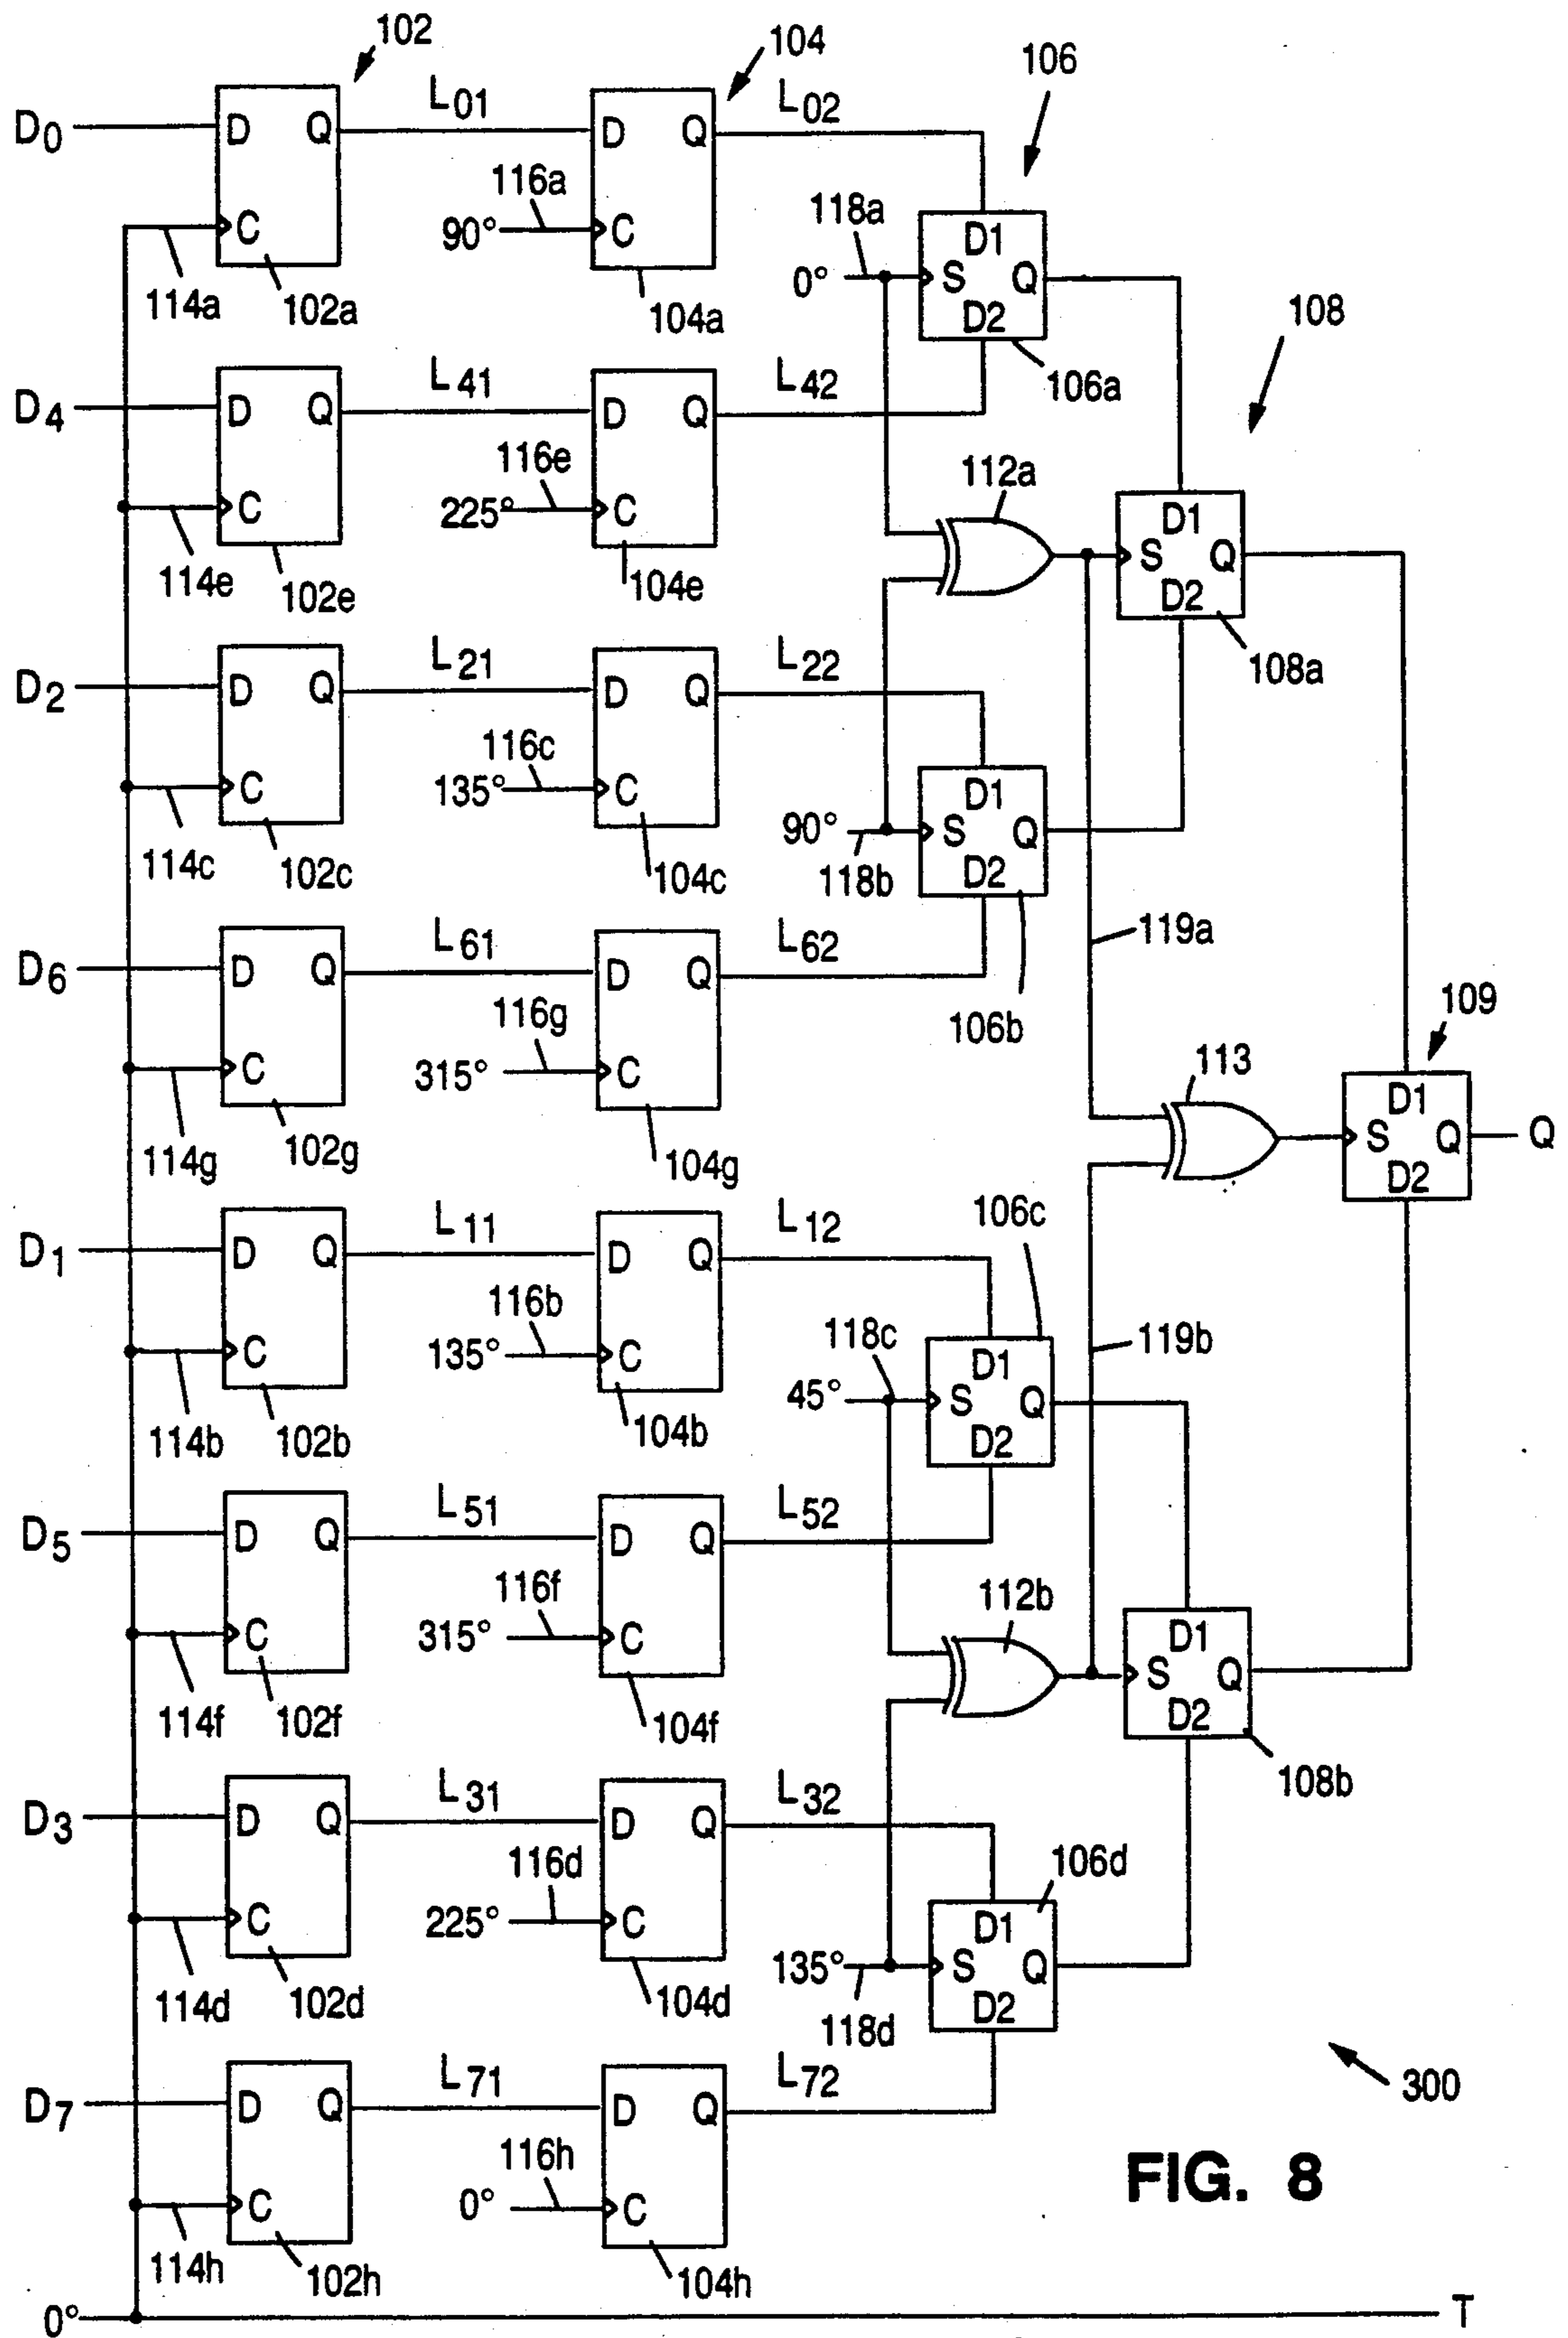 102
104
106
D0
D
Q
L01
D
Q
L02
116a
118a
90°
C
C
0°
D1
S
Q
D2
114a
102a
104a
106a
108
D4
D
Q
L41
D
Q
L42
116e
225°
C
C
112a
D1
S
Q
D2
114e
102e
104e
108a
D2
D
Q
L21
D
Q
L22
116c
135°
C
C
90°
D1
S
Q
D2
114c
102c
104c
118b
119a
D6
D
Q
L61
D
Q
L62
116g
106b
109
315°
C
C
113
D1
S
Q
D2
Q
114g
102g
104g
D1
D
Q
L11
D
Q
L12
106c
116b
118c
119b
135°
C
C
45°
D1
S
Q
D2
114b
102b
104b
D5
D
Q
L51
D
Q
L52
116f
112b
315°
C
C
D1
S
Q
D2
114f
102f
104f
108b
D3
D
Q
L31
D
Q
L32
116d
106d
225°
C
C
135°
D1
S
Q
D2
114d
102d
104d
118d
300
D7
D
Q
L71
D
Q
L72
116h
0°
C
C
114h
102h
104h
FIG. 8
0°
T